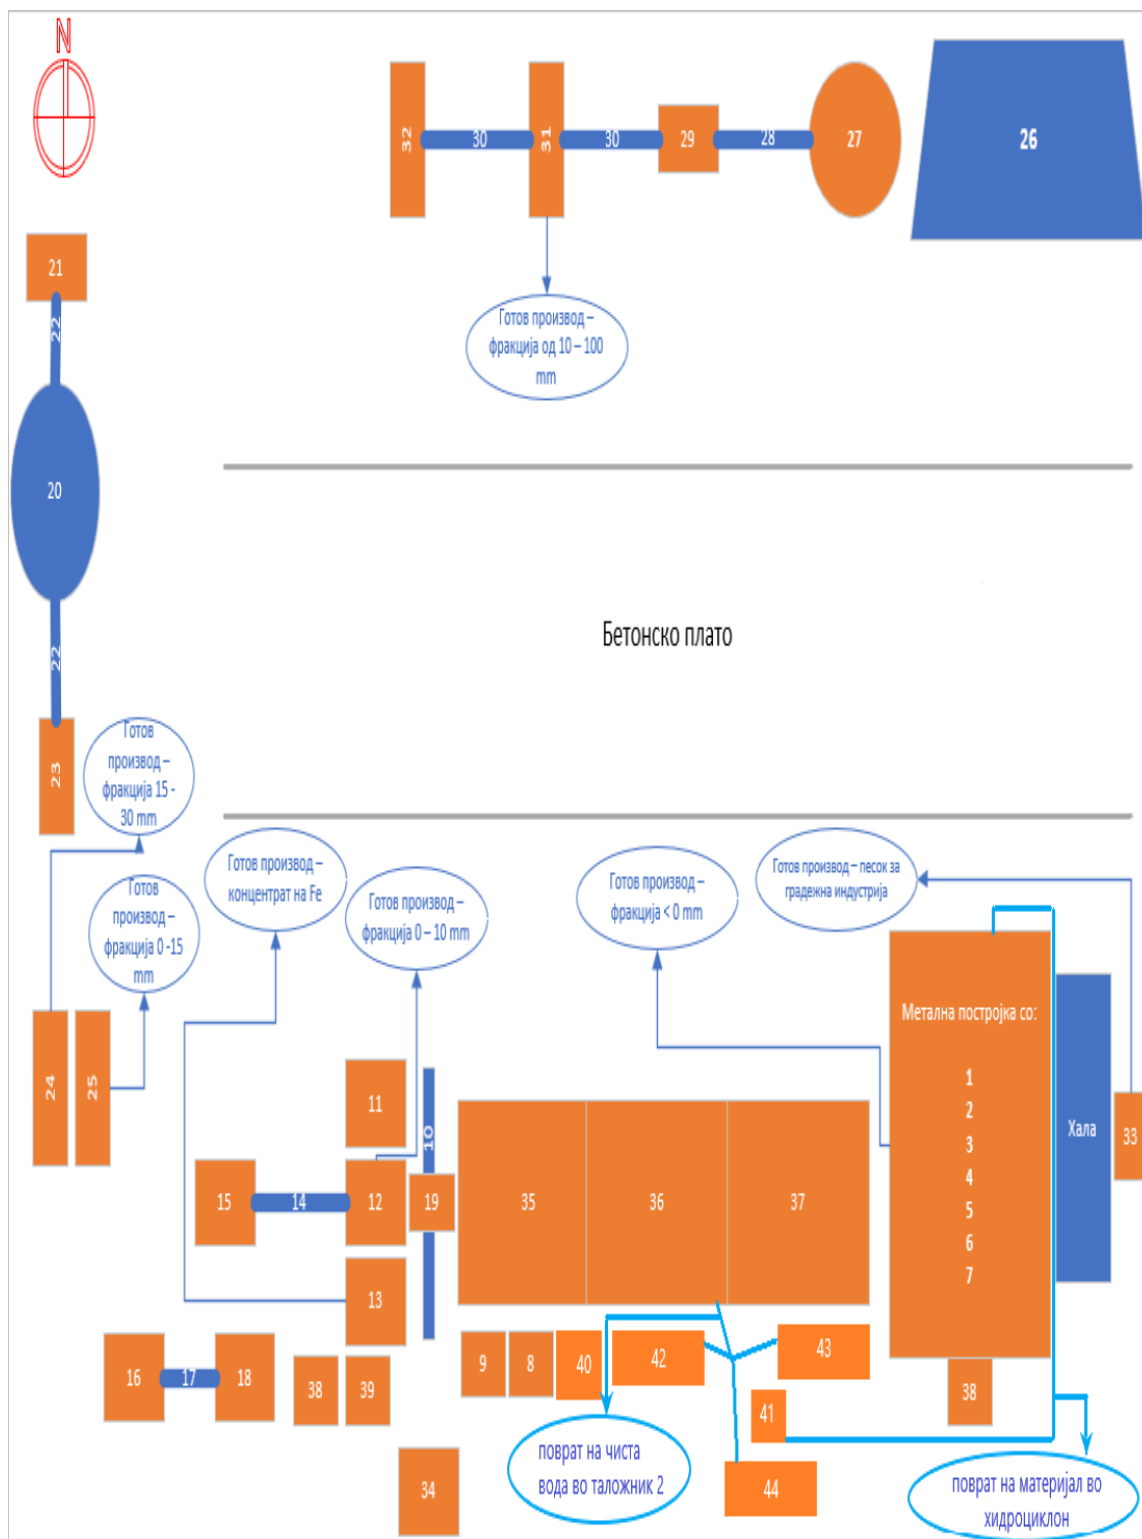 N
32
30
31
30
29
28
27
26
21
22
Готов производ –
фракција од 10 – 100
mm
20
Бетонско плато
22
23
Готов
производ –
фракција 15 -
30 mm
Готов производ –
концентрат на Fe
Готов производ –
фракција 0 – 10 mm
Готов производ –
фракција < 0 mm
Готов производ – песок за
градежна индустрија
Готов
производ –
фракција 0 -15
mm
24
25
Метална постројка со:
1
2
3
4
5
6
7
Хала
33
11
10
15
14
12
19
35
36
37
13
16
17
18
38
39
9
8
40
42
43
41
38
34
44
поврат на чиста
вода во таложник 2
поврат на материјал во
хидроциклон